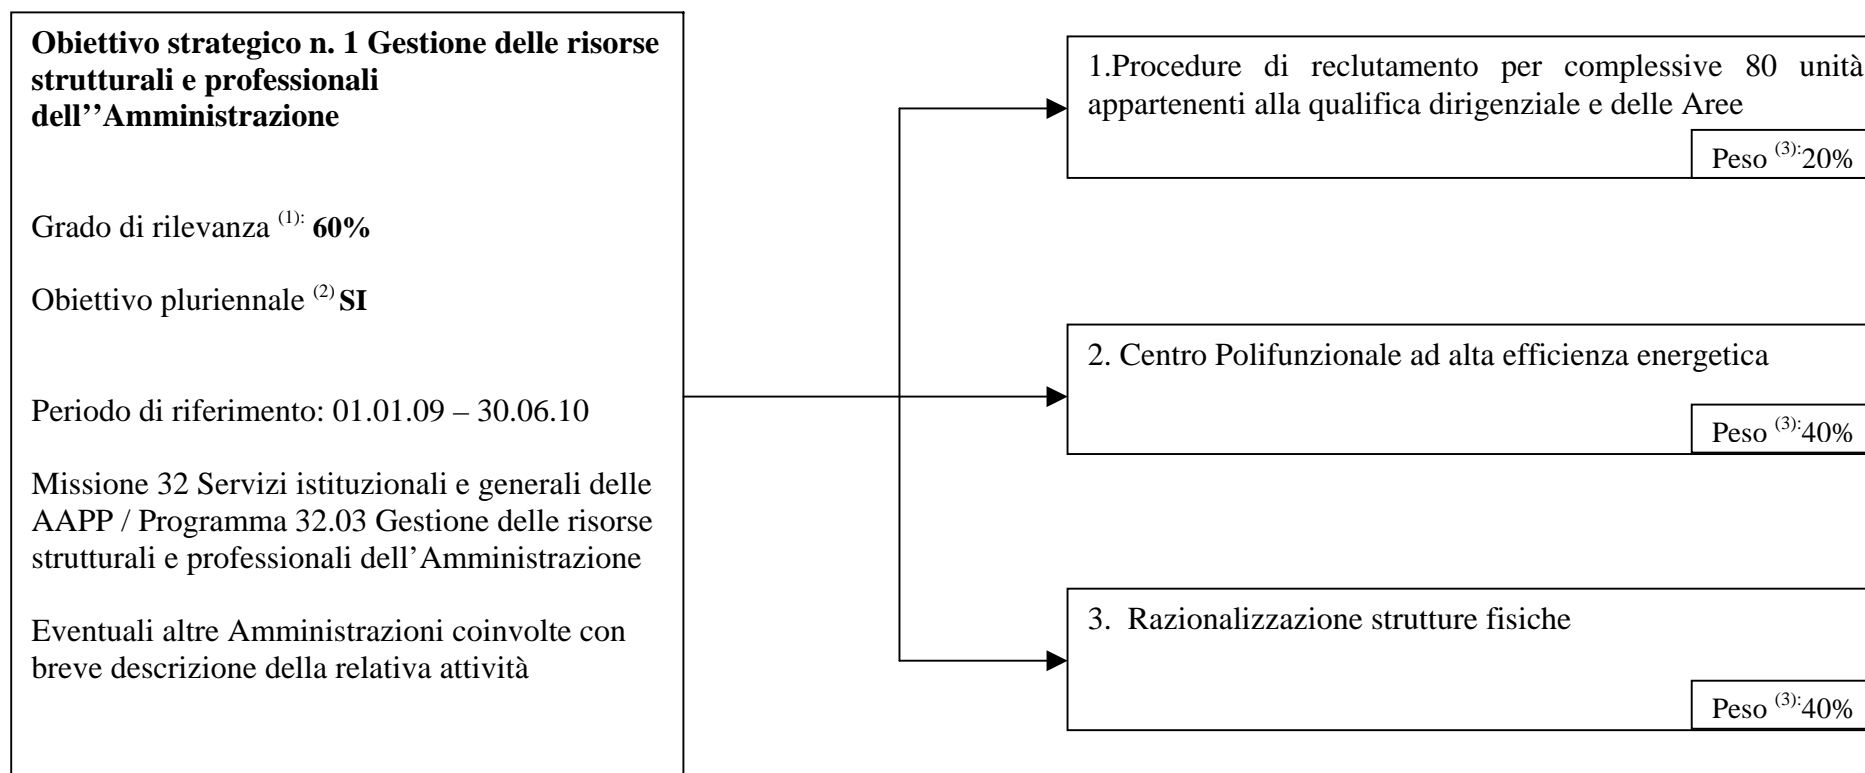 Obiettivo strategico n. 1 Gestione delle risorse
strutturali e professionali
dell’’Amministrazione
Grado di rilevanza (1): 60%
Obiettivo pluriennale (2) SI
Periodo di riferimento: 01.01.09 – 30.06.10
Missione 32 Servizi istituzionali e generali delle
AAPP / Programma 32.03 Gestione delle risorse
strutturali e professionali dell’Amministrazione
Eventuali altre Amministrazioni coinvolte con
breve descrizione della relativa attività
1.Procedure di reclutamento per complessive 80 unità
appartenenti alla qualifica dirigenziale e delle Aree
Peso (3): 20%
2. Centro Polifunzionale ad alta efficienza energetica
Peso (3): 40%
3. Razionalizzazione strutture fisiche
Peso (3): 40%